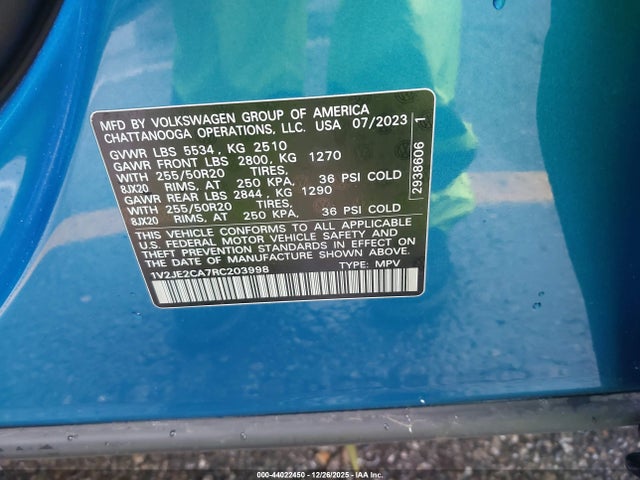 MFD BY VOLKSWAGEN GROUP OF AMERICA
CHATTANOOGA OPERATIONS, LLC. USA 07/2023
GVWR LBS 5534 , KG 2510
GAWR FRONT LBS 2800, KG 1270
WITH 255/50R20 TIRES,
8JX20 RIMS, AT 250 KPA, 36 PSI COLD
GAWR REAR LBS 2844 , KG 1290
WITH 255/50R20 TIRES,
8JX20 RIMS, AT 250 KPA, 36 PSI COLD
THIS VEHICLE CONFORMS TO ALL APPLICABLE
U.S. FEDERAL MOTOR VEHICLE SAFETY AND
THEFT PREVENTION STANDARDS IN EFFECT ON
THE DATE OF MANUFACTURE SHOWN ABOVE.
1V2JE2CA7RC203998 TYPE: MPV
2938606 1
000-44022450 - 12/26/2025 - IAA Inc.